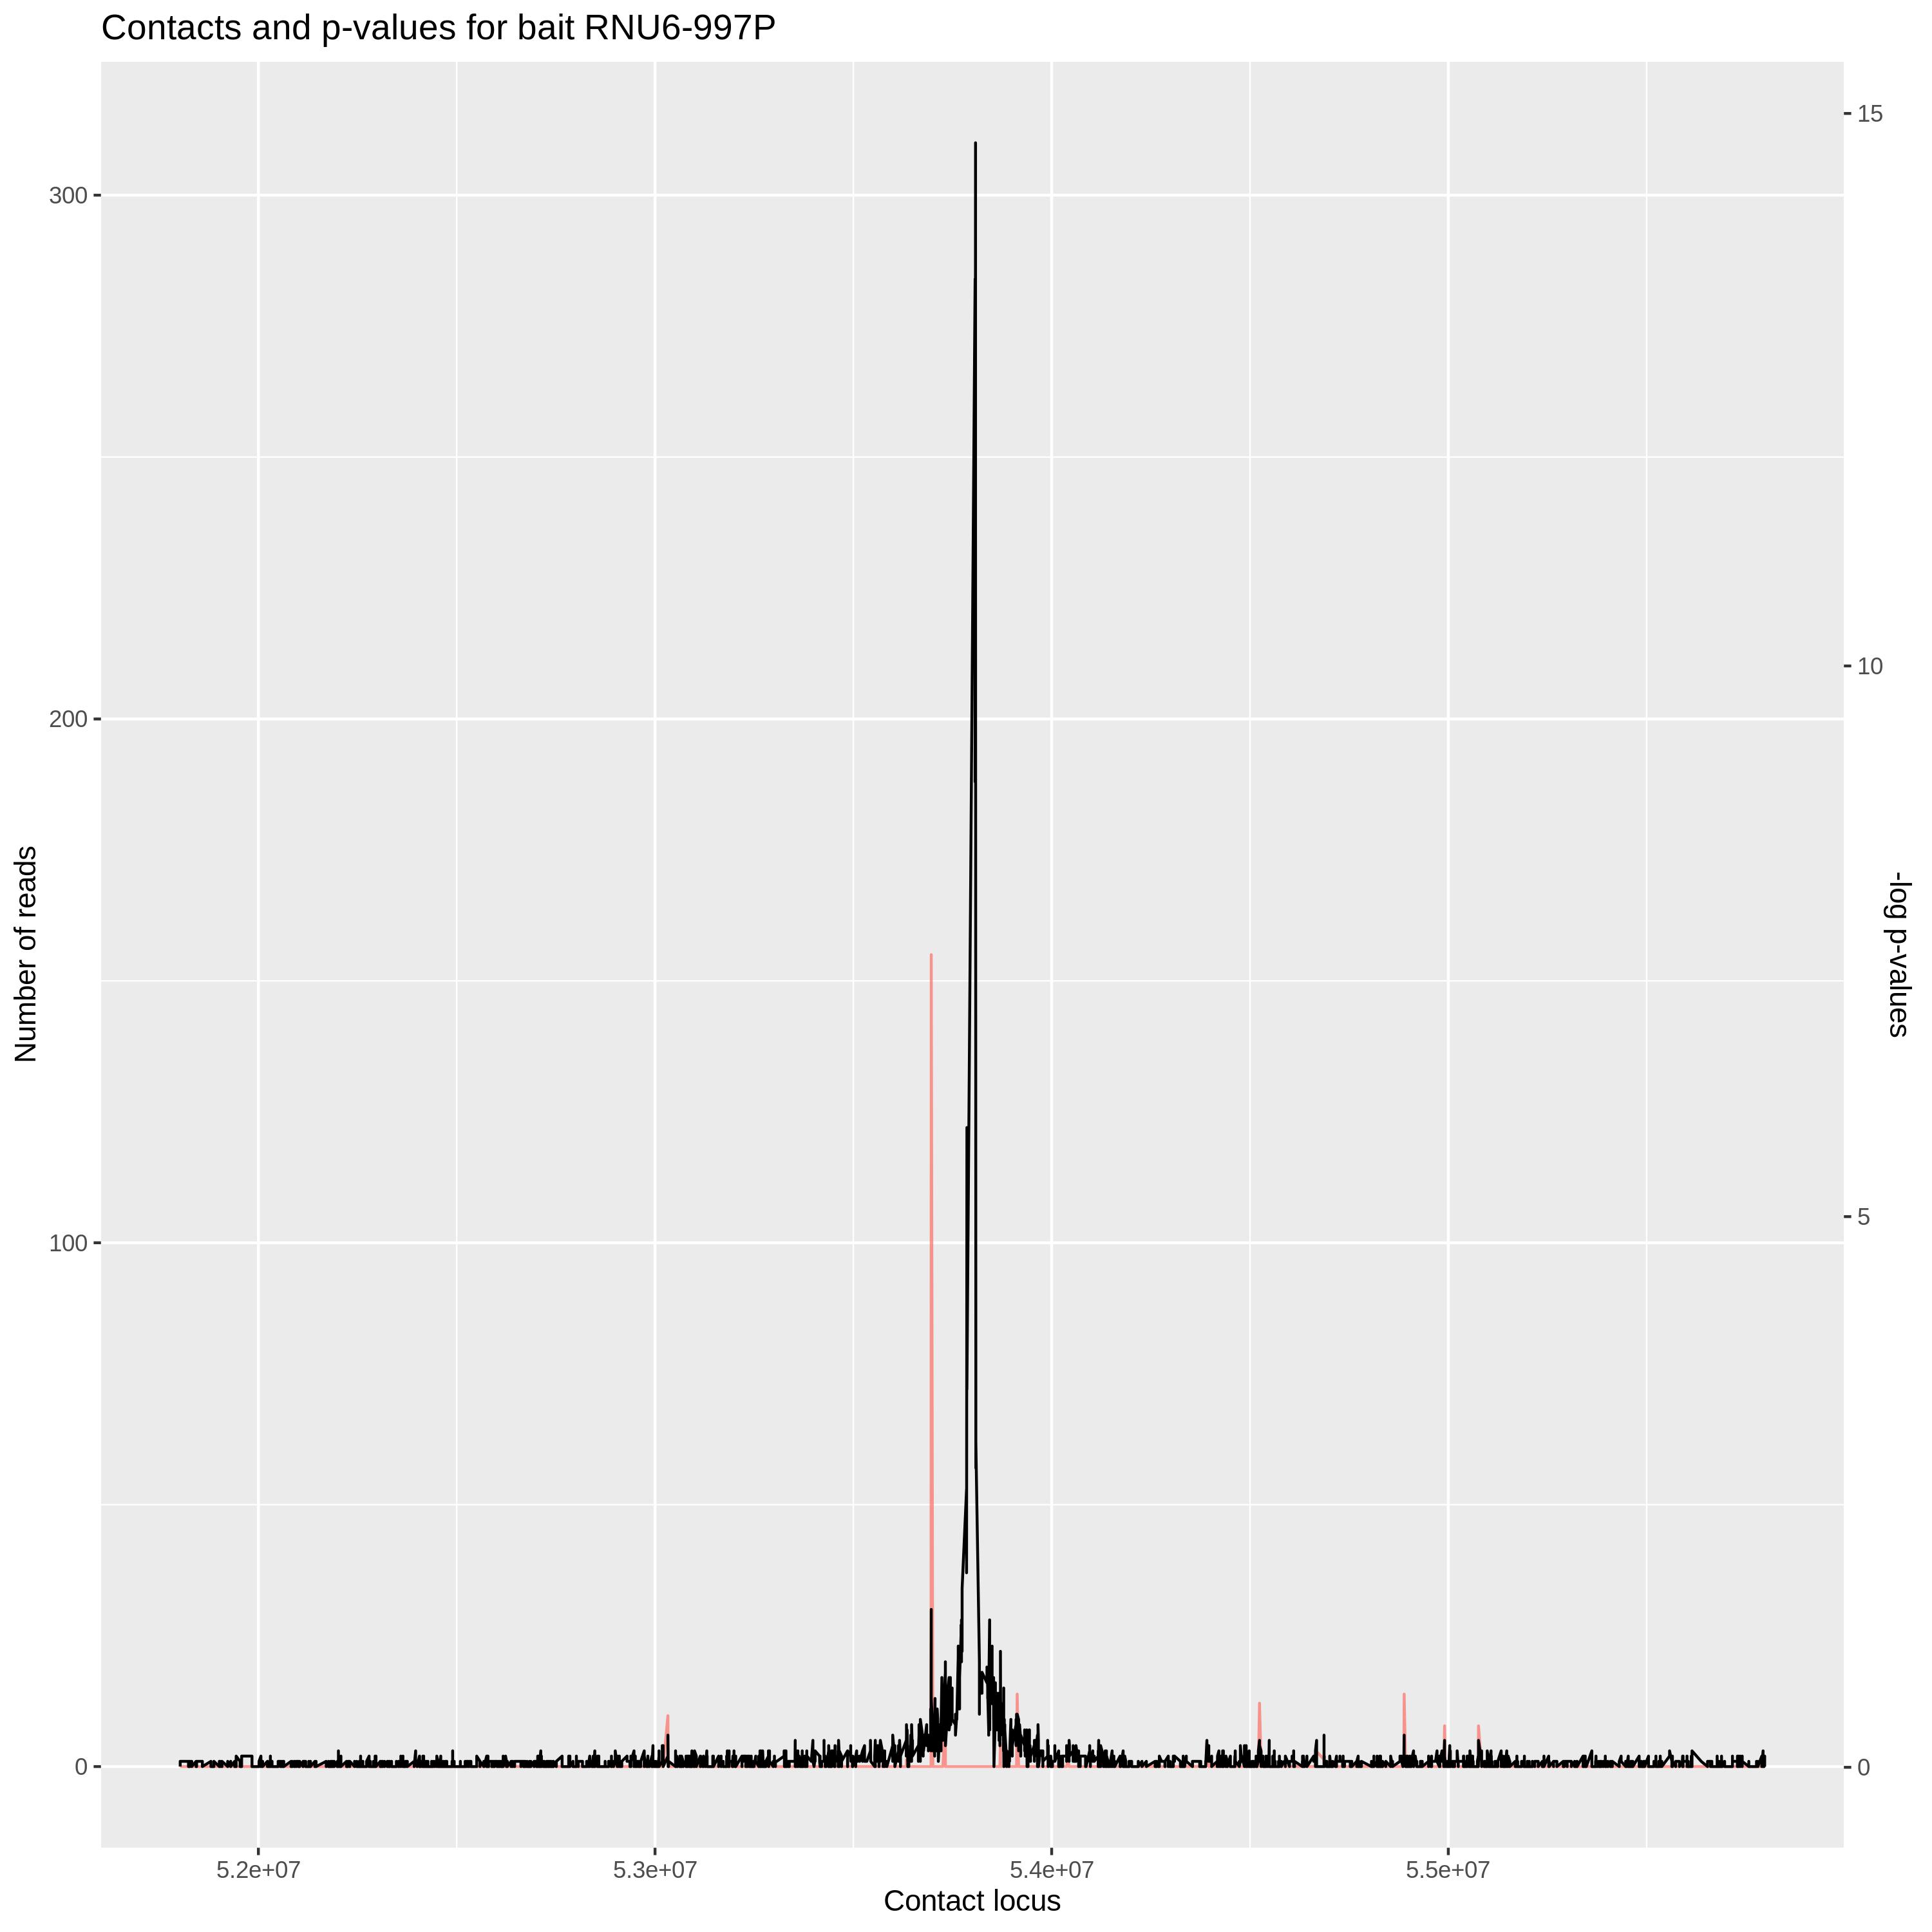 Contacts and p-values for bait RNU6-997P
300
200
100
0
Number of reads
15
10
5
0
-log p-values
5.2e+07 5.3e+07 5.4e+07 5.5e+07
Contact locus